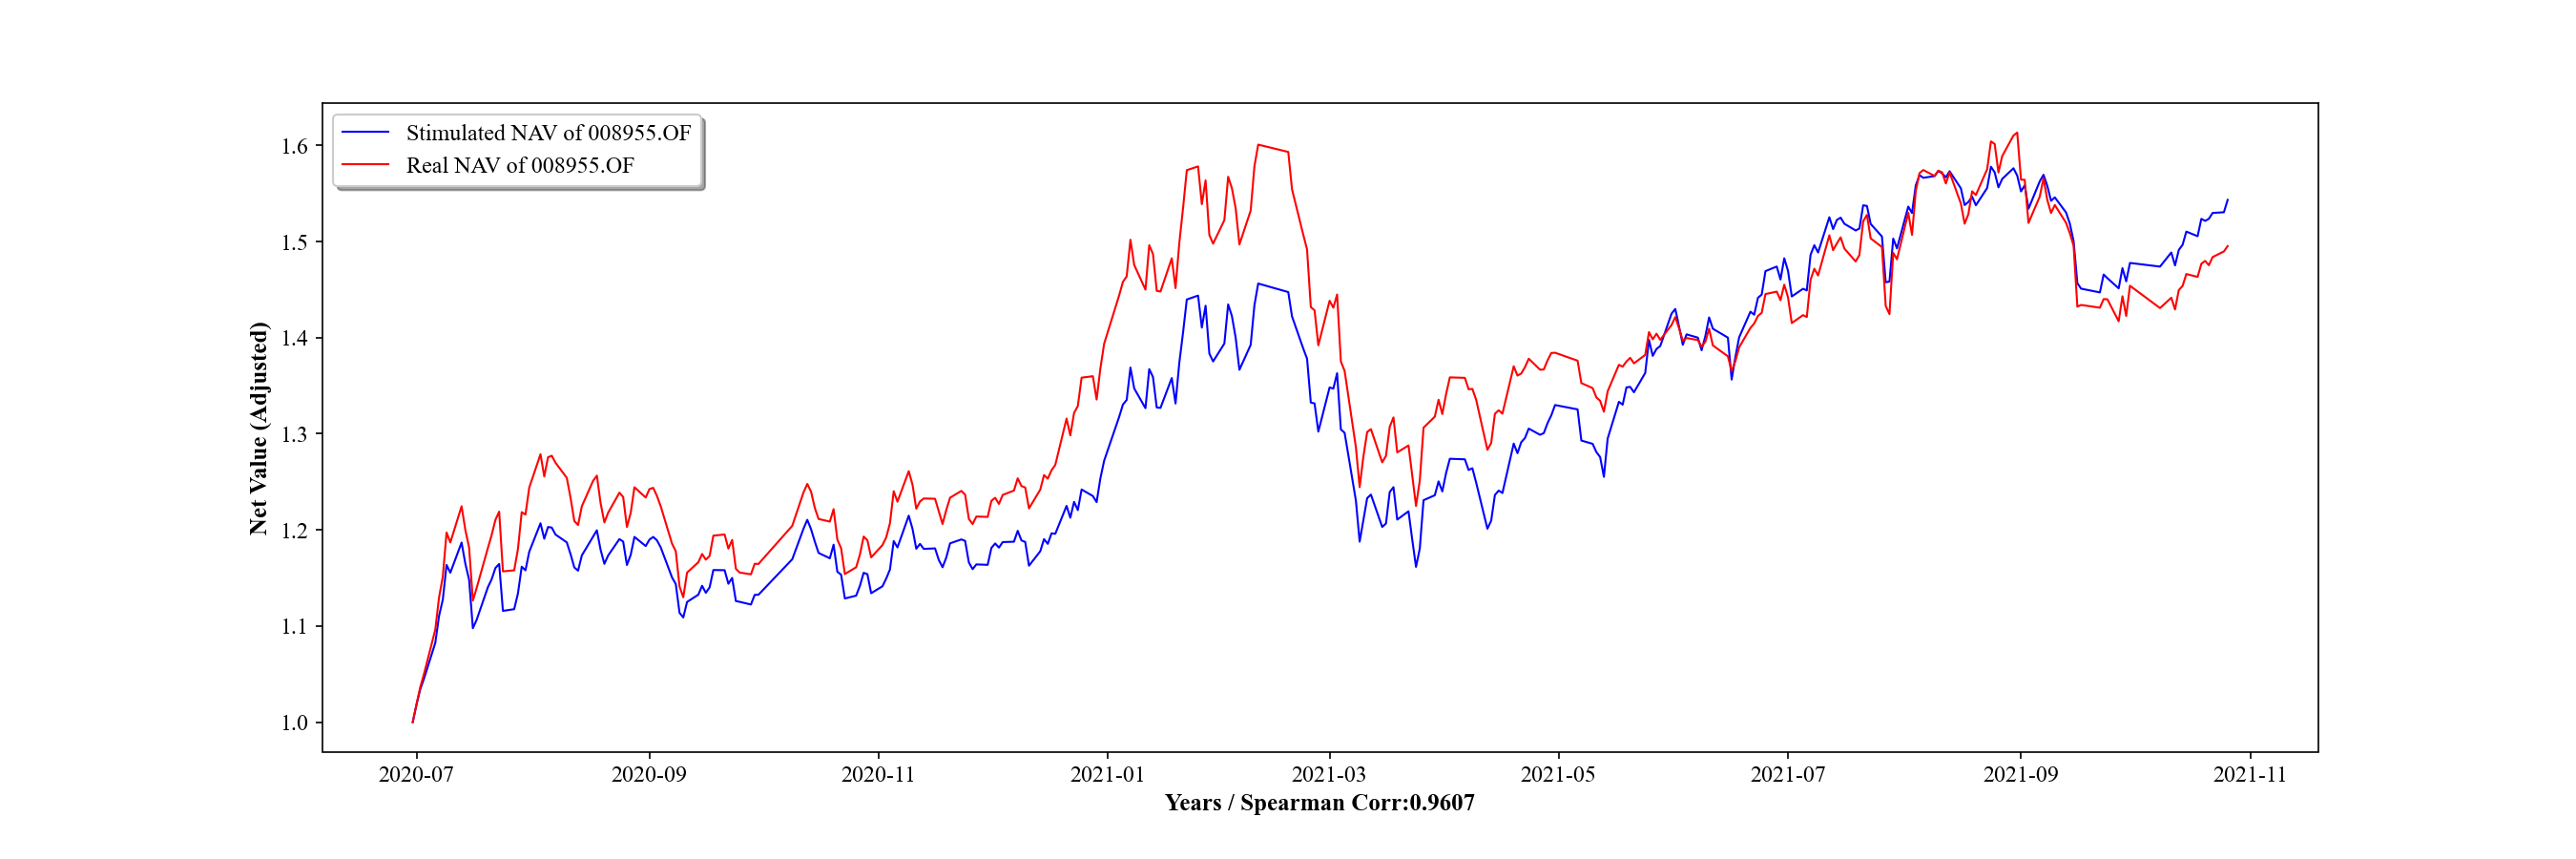 Stimulated NAV of 008955.OF
Real NAV of 008955.OF
Net Value (Adjusted)
1.6
1.5
1.4
1.3
1.2
1.1
1.0
2020-07 2020-09 2020-11 2021-01 2021-03 2021-05 2021-07 2021-09 2021-11
Years / Spearman Corr:0.9607